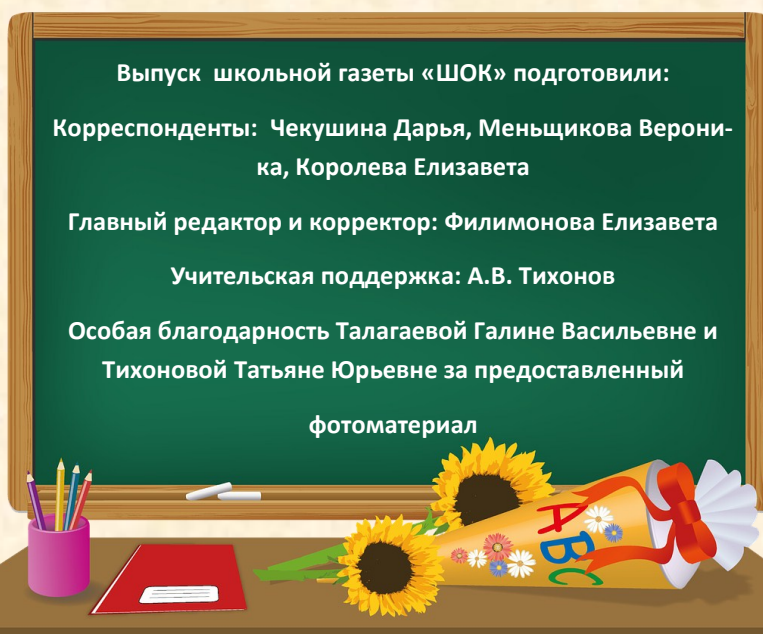 Выпуск школьной газеты «ШОК» подготовили:
Корреспонденты: Чекушина Дарья, Меньщикова Верони-
ка, Королева Елизавета
Главный редактор и корректор: Филимонова Елизавета
Учительская поддержка: А.В. Тихонов
Особая благодарность Талагаевой Галине Васильевне и
Тихоновой Татьяне Юрьевне за предоставленный
фотоматериал
ABC